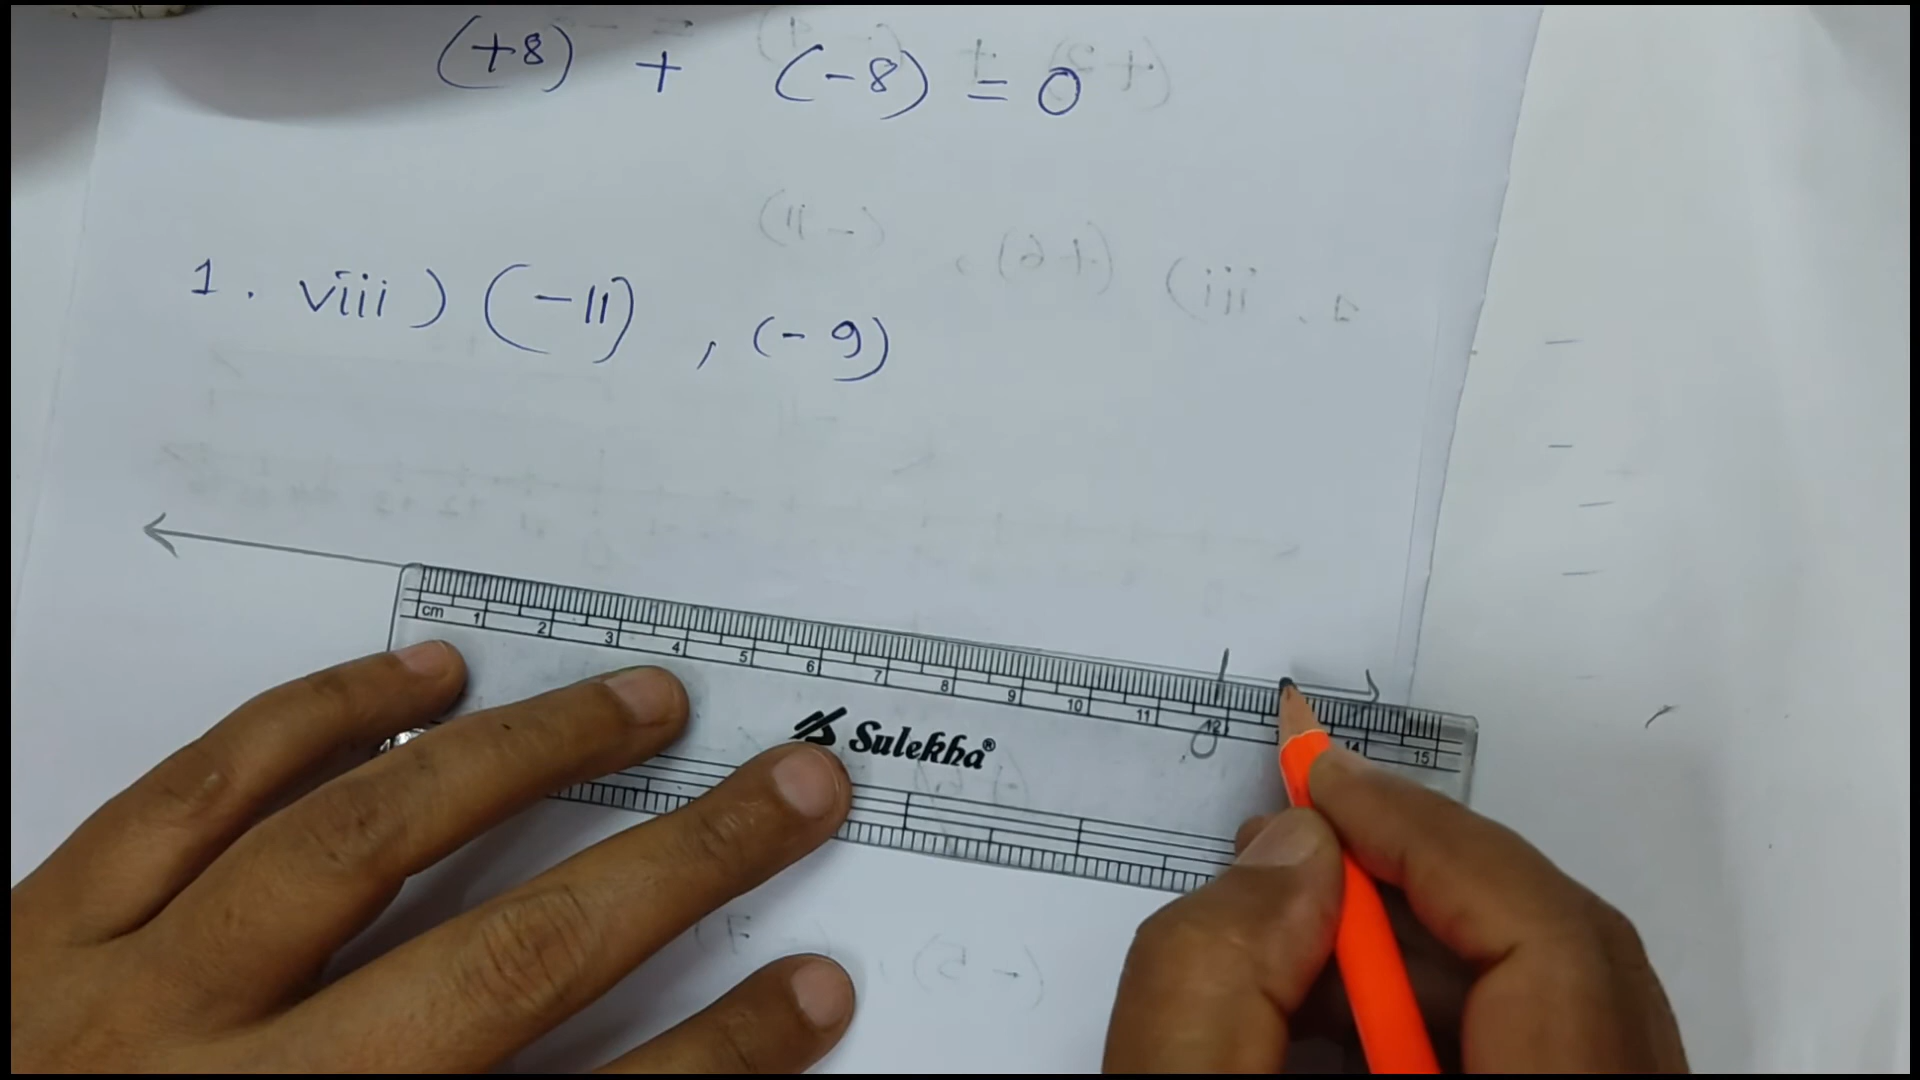 (+8) + (-8) = 0
1. viii) (-11) , (-9)
cm 1 2 3 4 5 6 7 8 9 10 11 12 14 15
0
Sulekha®